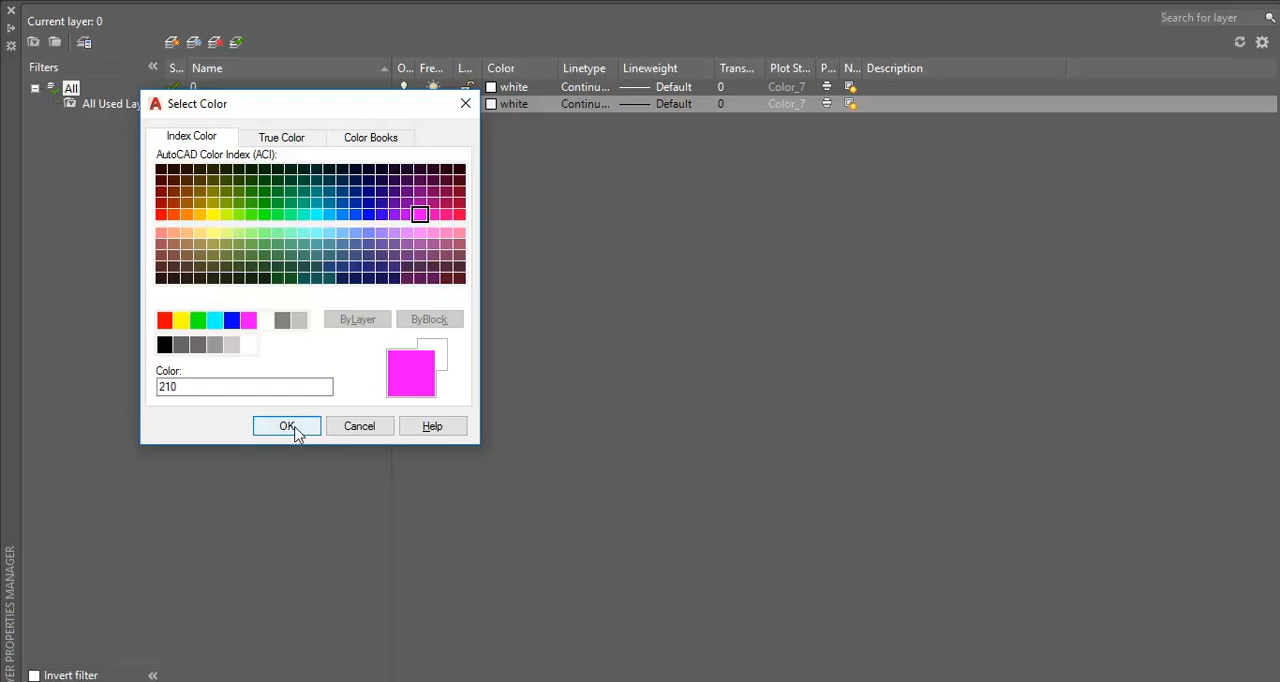 Current layer: 0
Search for layer
Filters
S... Name O... Fre... L... Color Linetype Lineweight Trans... Plot St... P... N... Description
All
0 white Continu... Default 0 Color_7
All Used Lay
white Continu... Default 0 Color_7
Select Color
Index Color True Color Color Books
AutoCAD Color Index (ACI):
ByLayer ByBlock
Color:
210
OK Cancel Help
YER PROPERTIES MANAGER
Invert filter